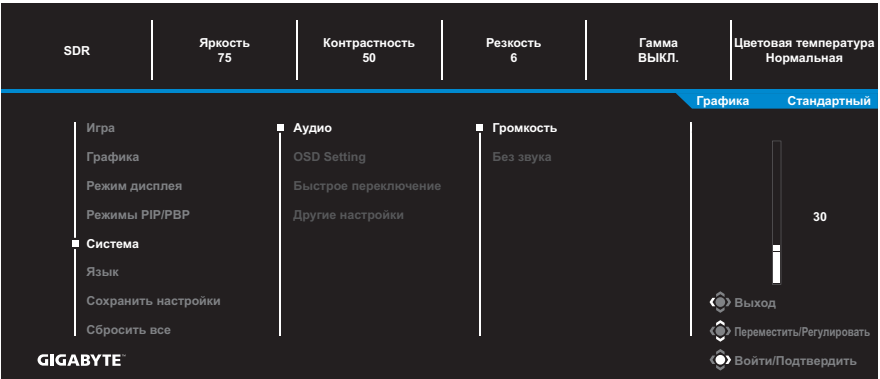 SDR
Яркость
75
Контрастность
50
Резкость
6
Гамма
ВЫКЛ.
Цветовая температура
Нормальная
Графика Стандартный
Игра
Графика
Режим дисплея
Режимы PIP/PBP
Система
Язык
Сохранить настройки
Сбросить все
Аудио
OSD Setting
Быстрое переключение
Другие настройки
Громкость
Без звука
30
Выход
Переместить/Регулировать
Войти/Подтвердить
GIGABYTE